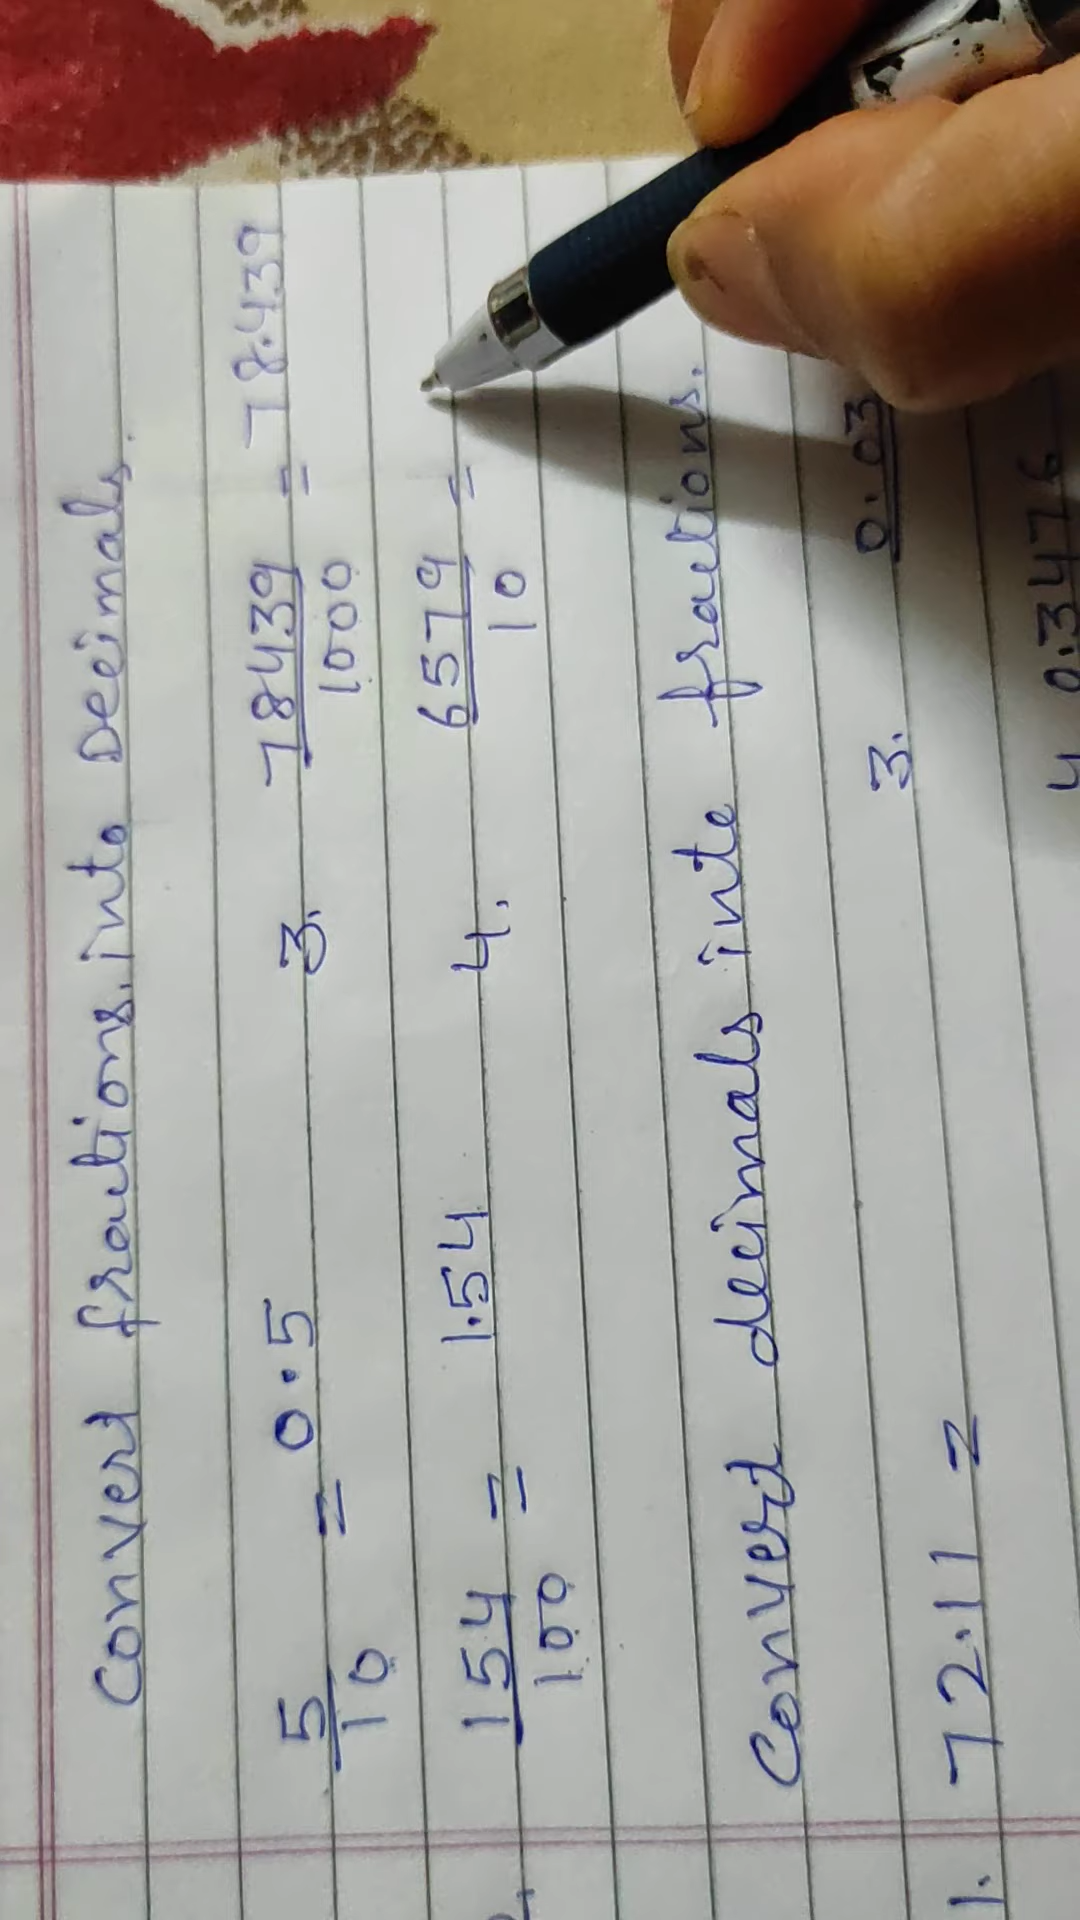 Convert fractions into Decimals.
5/10 = 0.5 3. 78439/1000 = 78.439
154/100 = 1.54 4. 6579/10 =
Convert decimals inte fractions.
1. 72.11 = 3. 0.03
4 0.3476